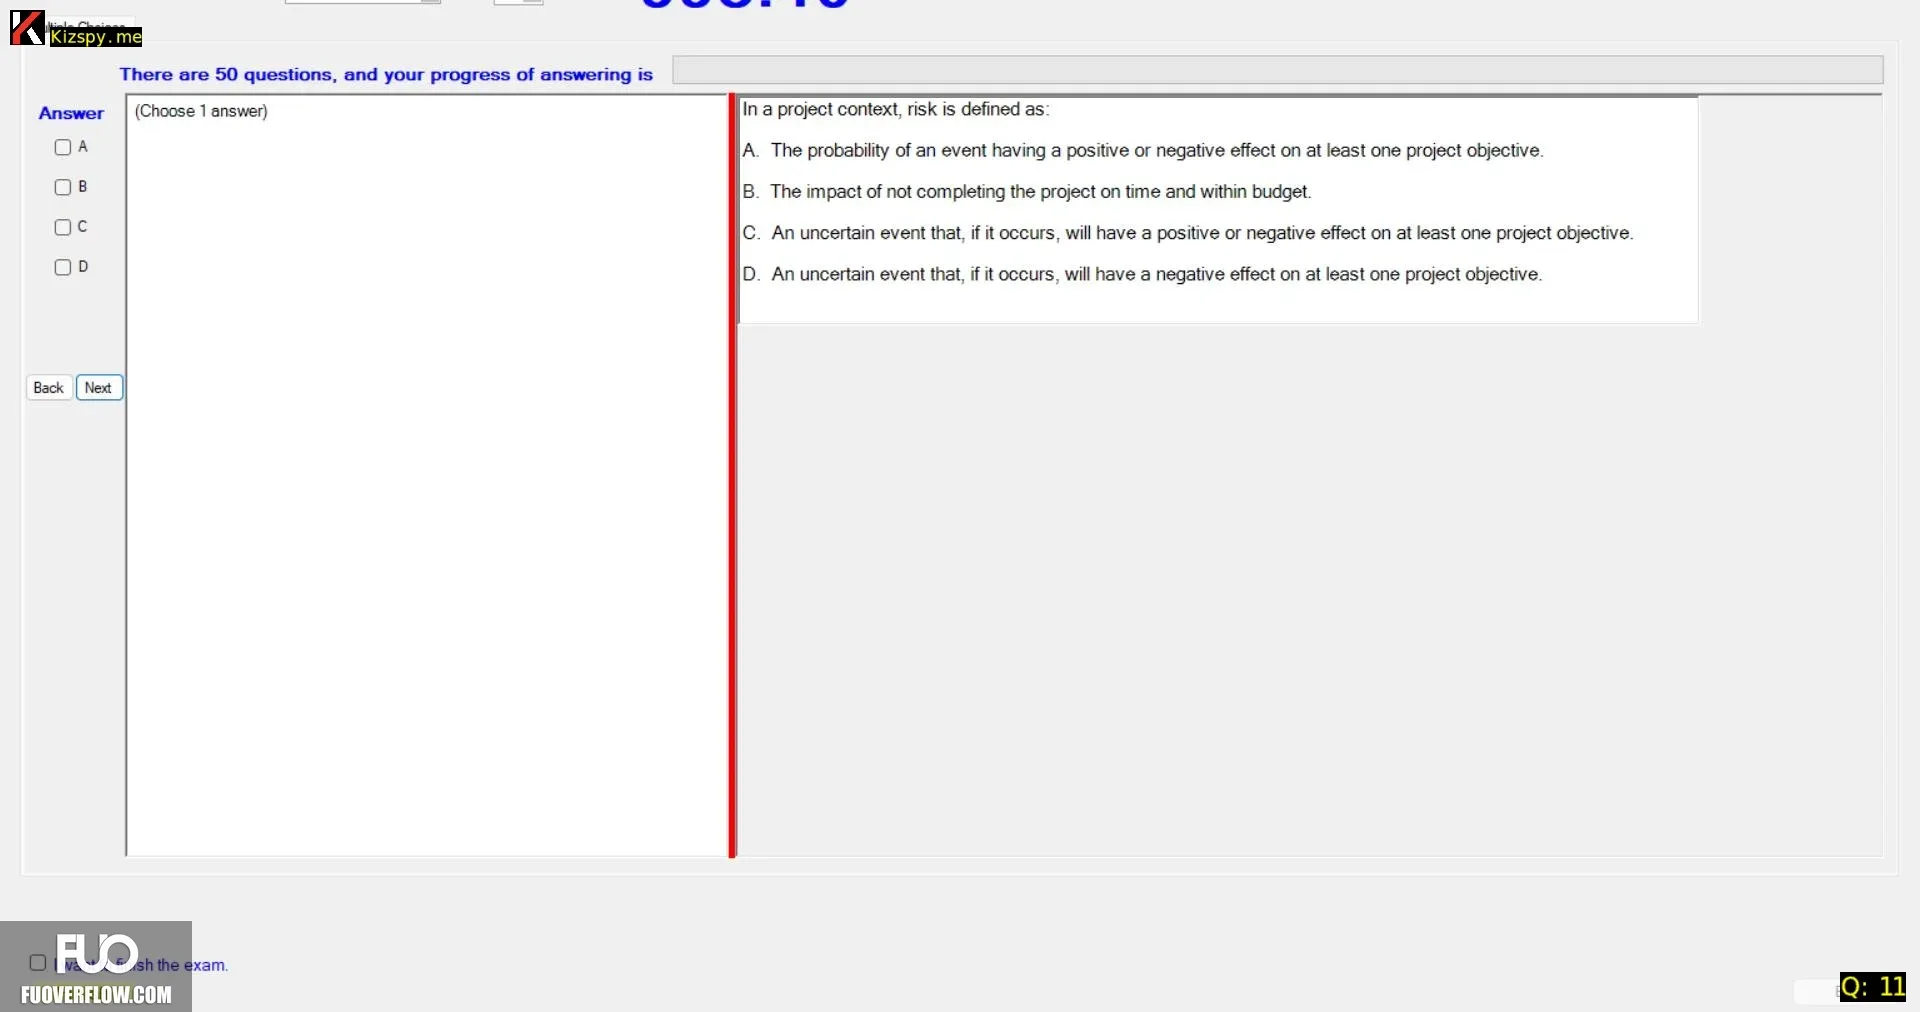 Kizspy.me
There are 50 questions, and your progress of answering is
Answer
(Choose 1 answer)
A
B
C
D
Back
Next
In a project context, risk is defined as:
A. The probability of an event having a positive or negative effect on at least one project objective.
B. The impact of not completing the project on time and within budget.
C. An uncertain event that, if it occurs, will have a positive or negative effect on at least one project objective.
D. An uncertain event that, if it occurs, will have a negative effect on at least one project objective.
FUO
the exam.
FUOVERFLOW.COM
Q: 11